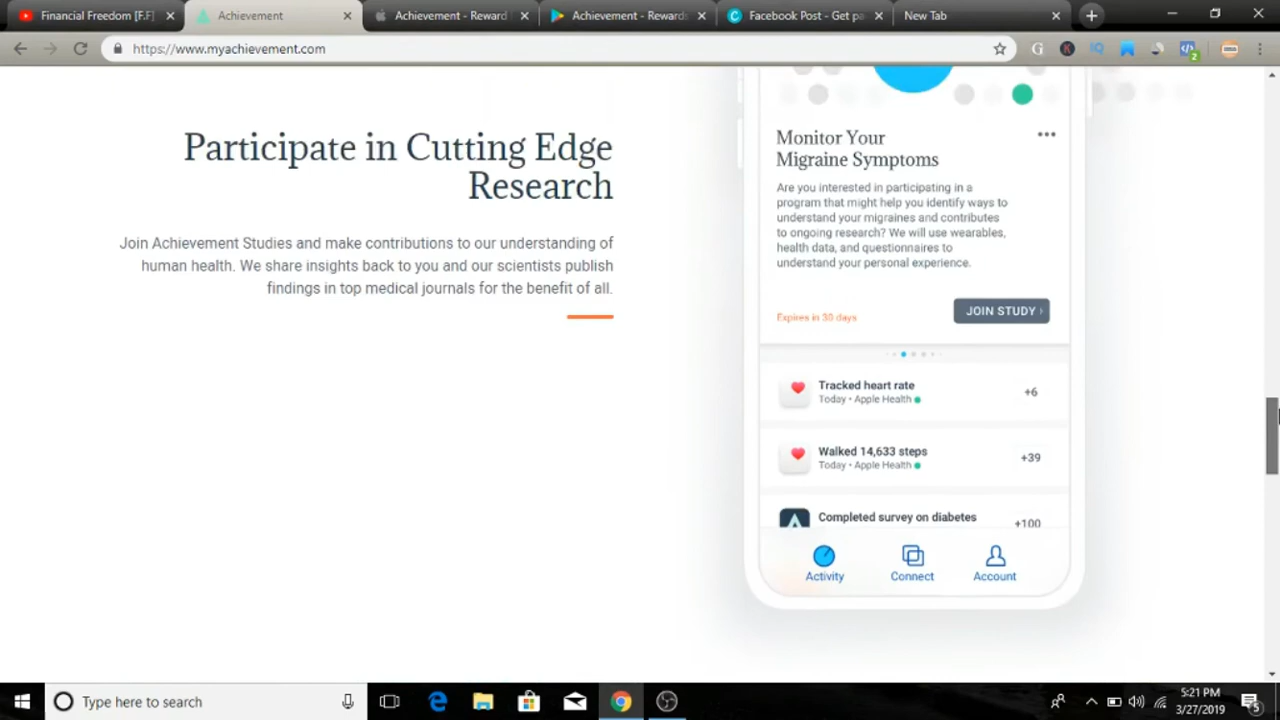 Financial Freedom [F.F]
Achievement
Achievement - Reward
Achievement - Rewards
Facebook Post - Get pa
New Tab
https://www.myachievement.com
Participate in Cutting Edge
Research
Join Achievement Studies and make contributions to our understanding of
human health. We share insights back to you and our scientists publish
findings in top medical journals for the benefit of all.
Monitor Your
Migraine Symptoms
Are you interested in participating in a
program that might help you identify ways to
understand your migraines and contributes
to ongoing research? We will use wearables,
health data, and questionnaires to
understand your personal experience.
Expires in 30 days
JOIN STUDY ›
Tracked heart rate
Today • Apple Health
+6
Walked 14,633 steps
Today • Apple Health
+39
Completed survey on diabetes
+100
Activity
Connect
Account
Type here to search
5:21 PM
3/27/2019